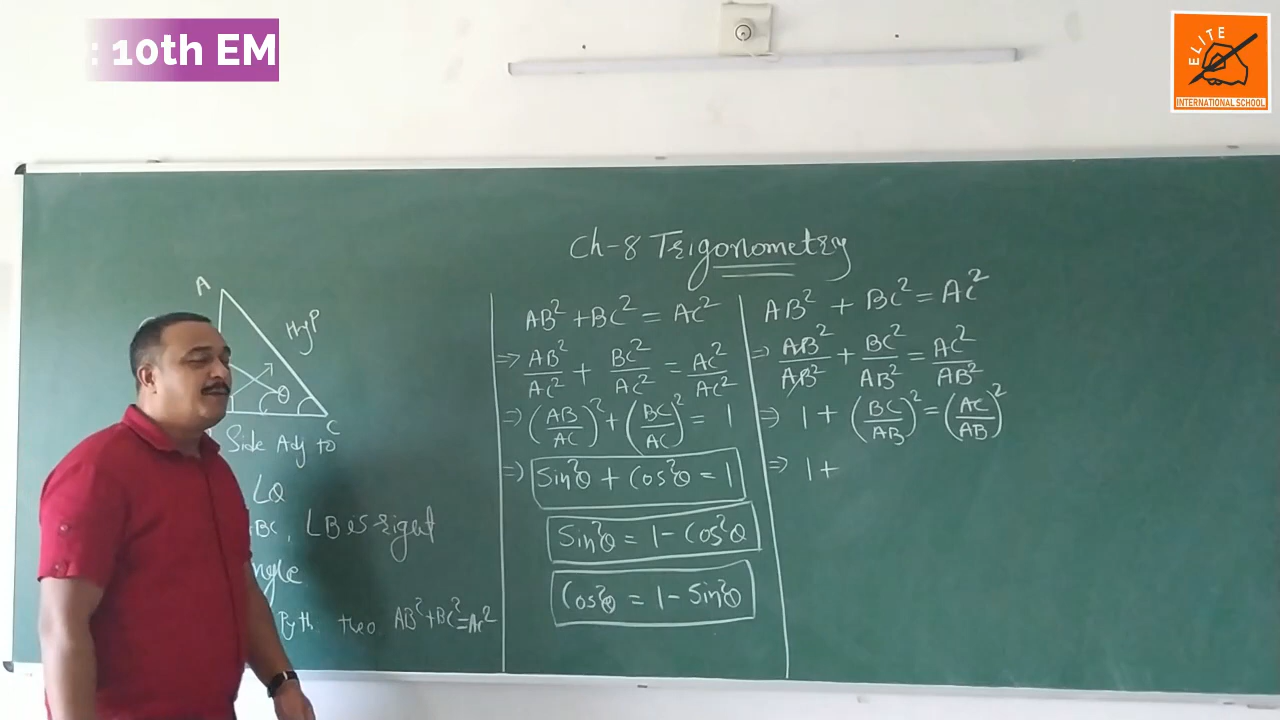 : 10th EM
ELITE
INTERNATIONAL SCHOOL
Ch-8 Trigonometry
A
Hyp
θ
C
Side Adj to
∠θ
BC, ∠B is right
ngle
Pyth theo AB²+BC²=AC²
AB² + BC² = AC²
⇒ AB²/AC² + BC²/AC² = AC²/AC²
⇒ (AB/AC)² + (BC/AC)² = 1
⇒ Sin²θ + Cos²θ = 1
Sin²θ = 1 - Cos²θ
Cos²θ = 1 - Sin²θ
AB² + BC² = AC²
⇒ AB²/AB² + BC²/AB² = AC²/AB²
⇒ 1 + (BC/AB)² = (AC/AB)²
⇒ 1 +